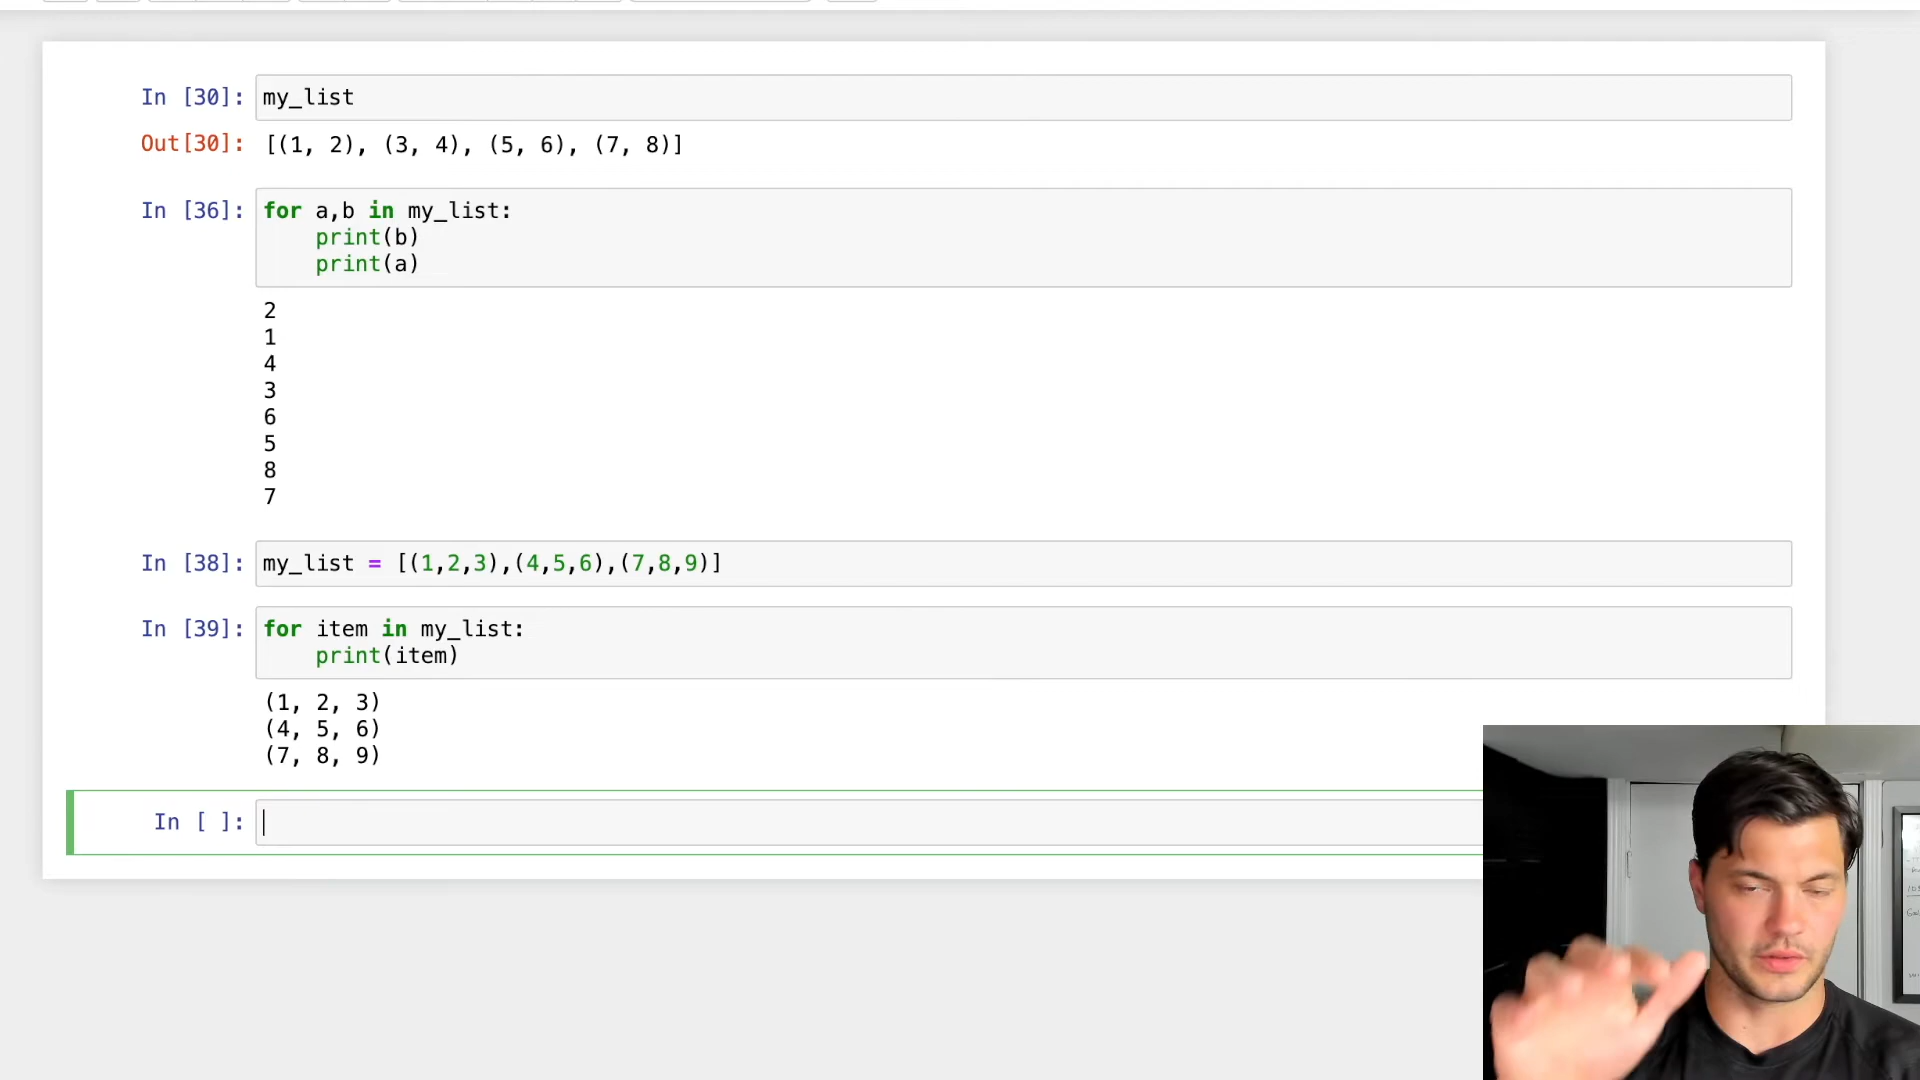 In [30]: my_list
Out[30]: [(1, 2), (3, 4), (5, 6), (7, 8)]
In [36]: for a,b in my_list:
    print(b)
    print(a)
2
1
4
3
6
5
8
7
In [38]: my_list = [(1,2,3),(4,5,6),(7,8,9)]
In [39]: for item in my_list:
    print(item)
(1, 2, 3)
(4, 5, 6)
(7, 8, 9)
In [ ]: